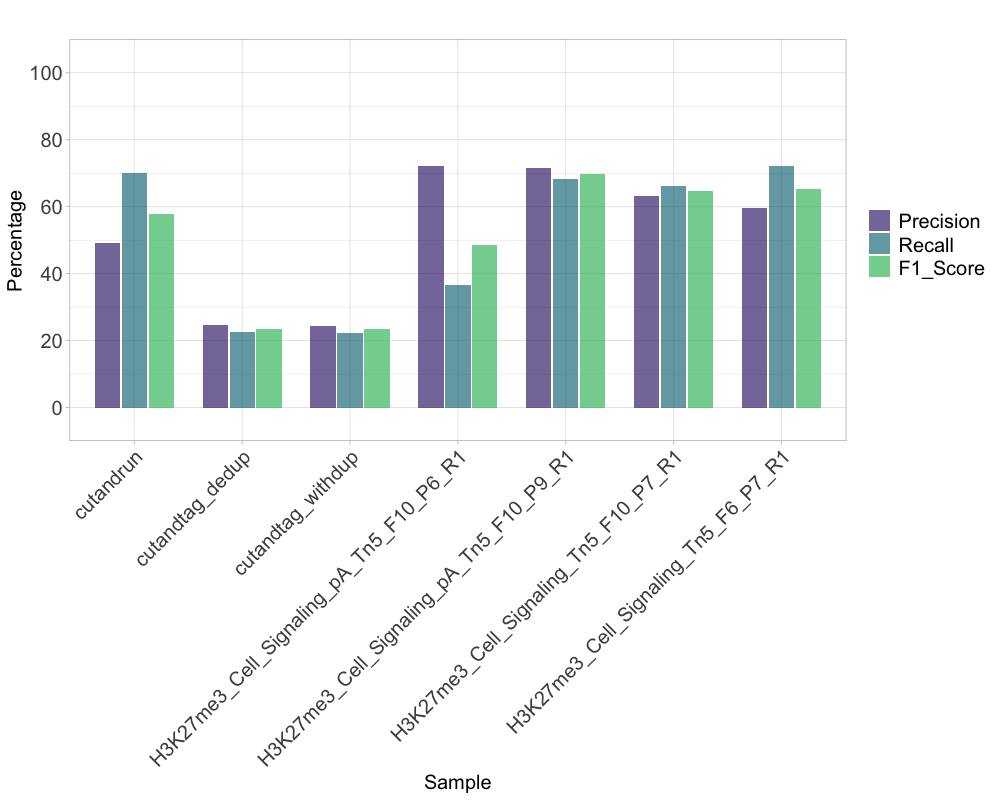 100
80
60
40
20
0
Percentage
Precision
Recall
F1_Score
cutandrun
cutandtag_dedup
cutandtag_withdup
H3K27me3_Cell_Signaling_pA_Tn5_F10_P6_R1
H3K27me3_Cell_Signaling_pA_Tn5_F10_P9_R1
H3K27me3_Cell_Signaling_Tn5_F10_P7_R1
H3K27me3_Cell_Signaling_Tn5_F6_P7_R1
Sample